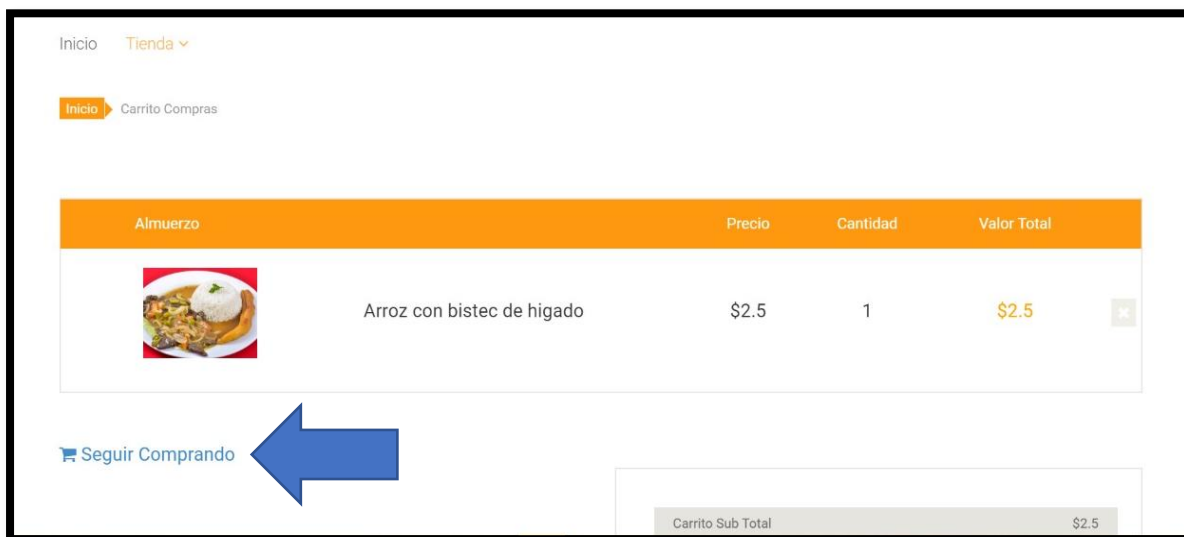 Inicio Tienda
Inicio Carrito Compras
Almuerzo Precio Cantidad Valor Total
Arroz con bistec de higado $2.5 1 $2.5
Seguir Comprando
Carrito Sub Total $2.5